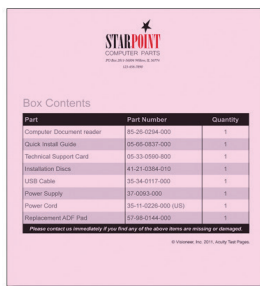 STARPOINT
COMPUTER PARTS
Box Contents
Part Part Number Quantity
Computer Document reader 85-26-0294-000 1
Quick Install Guide 05-68-0837-000 1
Technical Support Card 05-33-0590-800 1
Installation Discs 41-21-0384-010 1
USB Cable 35-34-0117-000 1
Power Supply 37-0093-000 1
Power Cord 35-11-0226-000 (US) 1
Replacement ADF Pad 57-98-0144-000 1
Please contact us immediately if you find any of the above items are missing or damaged.
© Visioneer, Inc. 2011, Acuity Test Pages